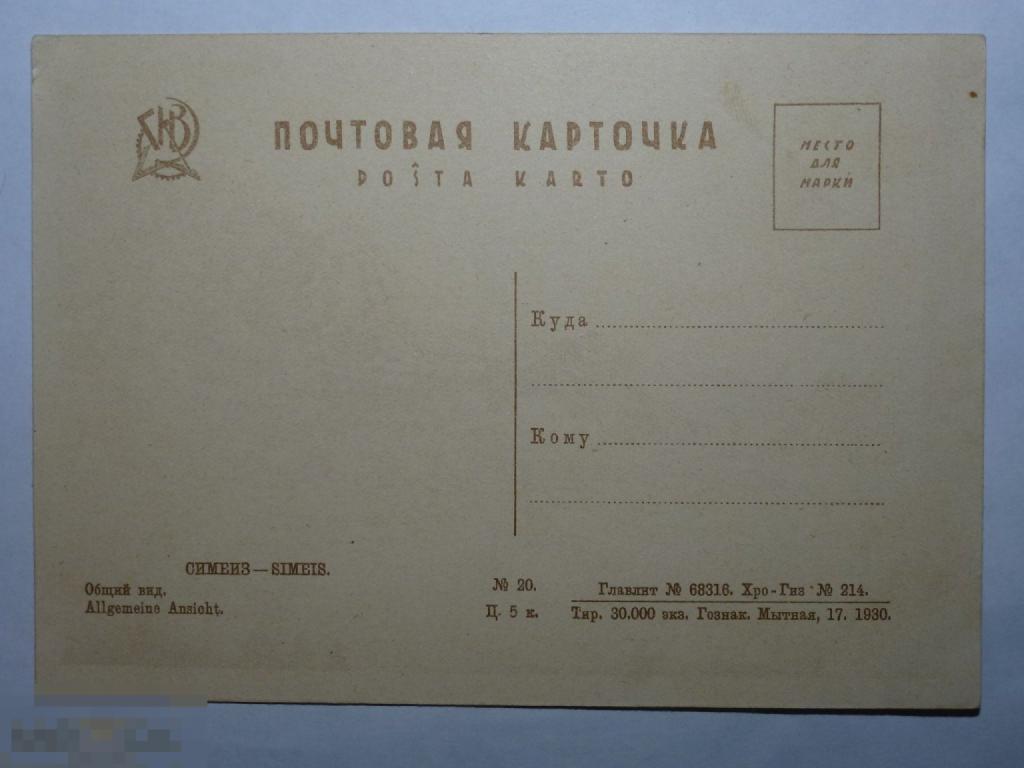 ГИЗ
ПОЧТОВАЯ КАРТОЧКА
POŜTA KARTO
МЕСТО
ДЛЯ
МАРКИ
Куда
Кому
СИМЕИЗ — SIMEIS.
Общий вид.
Allgemeine Ansicht.
№ 20.
Ц. 5 к.
Главлит № 68316. Хро-Гиз № 214.
Тир. 30.000 экз. Гознак. Мытная, 17. 1930.